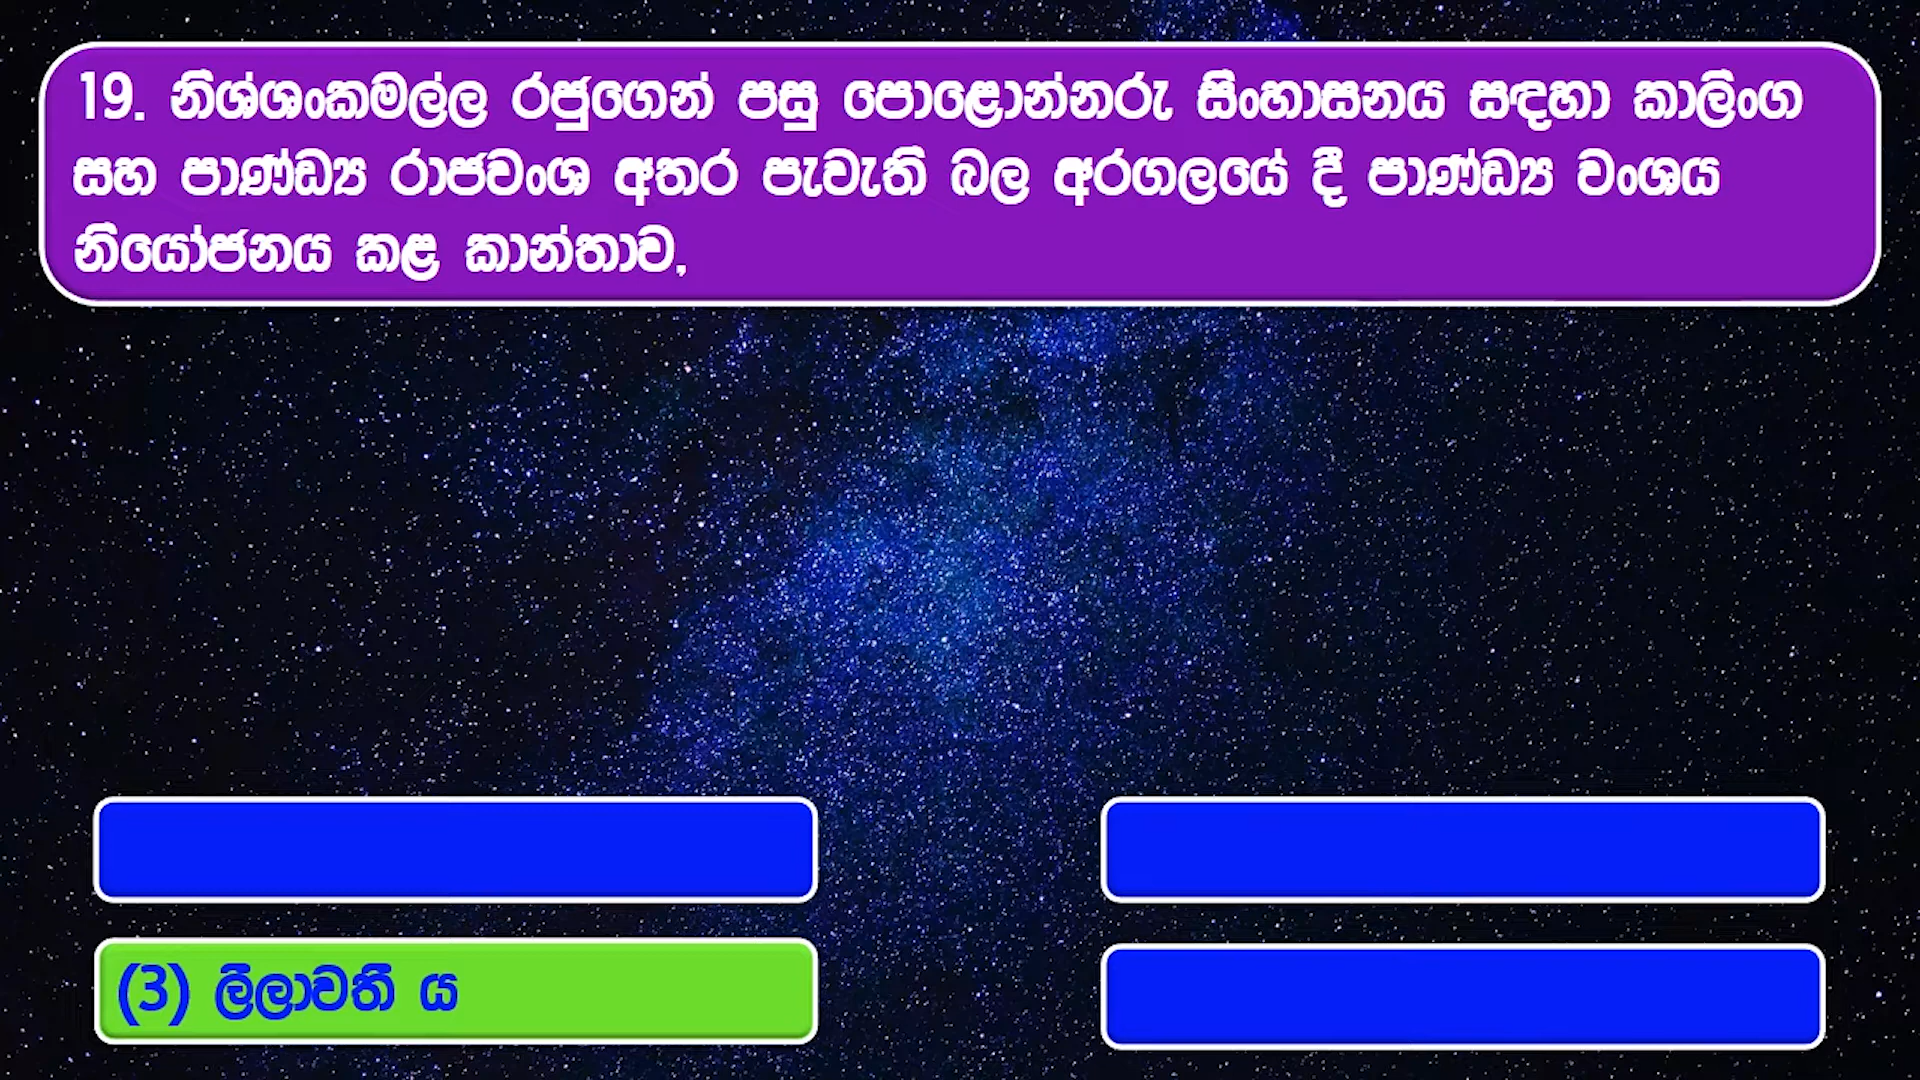 19. නිශ්ශංකමල්ල රජුගෙන් පසු පොළොන්නරු සිංහාසනය සඳහා කාලිංග
සහ පාණ්ඩ්‍ය රාජවංශ අතර පැවැති බල අරගලයේ දී පාණ්ඩ්‍ය වංශය
නියෝජනය කළ කාන්තාව,
(3) ලීලාවතී ය